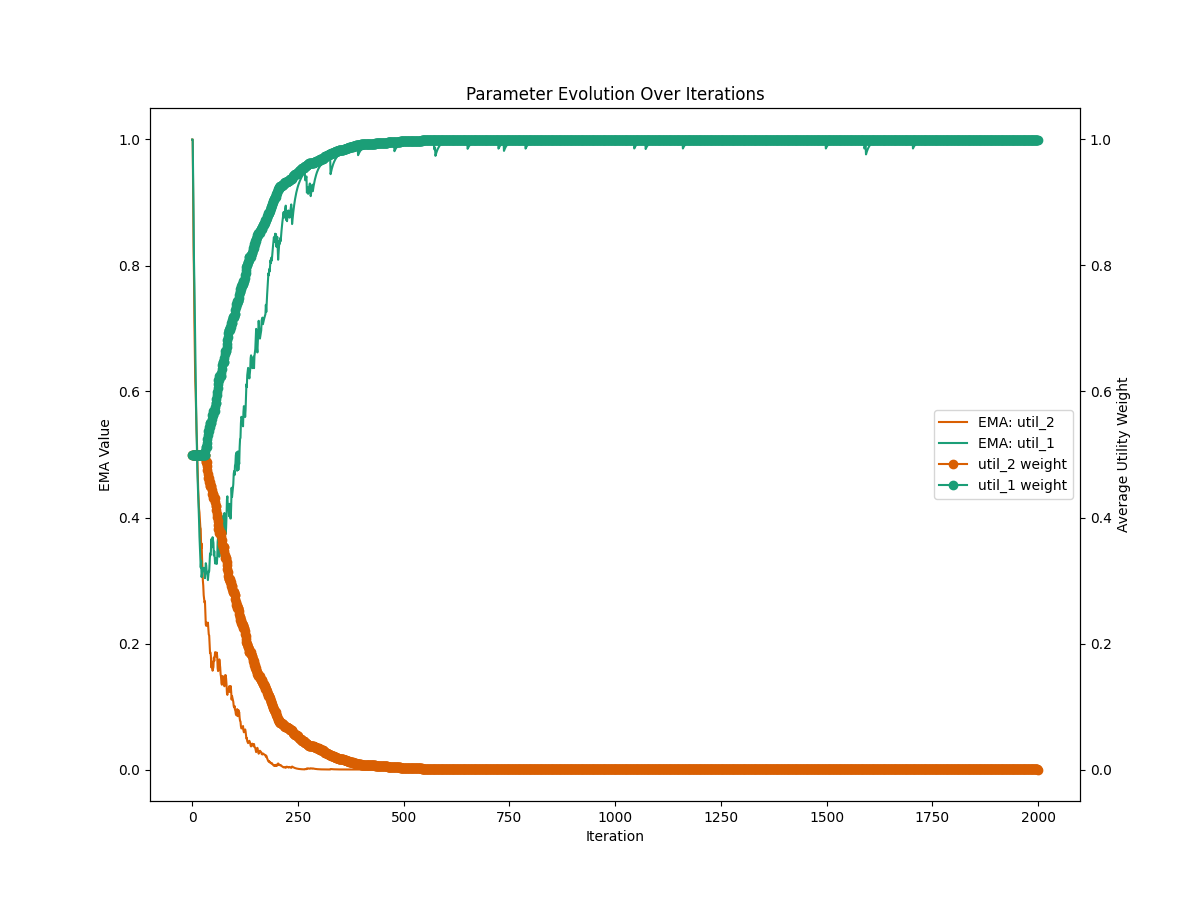 Parameter Evolution Over Iterations
1.0
0.8
0.6
0.4
0.2
0.0
EMA Value
0
250
500
750
1000
1250
1500
1750
2000
Iteration
1.0
0.8
0.6
0.4
0.2
0.0
Average Utility Weight
EMA: util_2
EMA: util_1
util_2 weight
util_1 weight